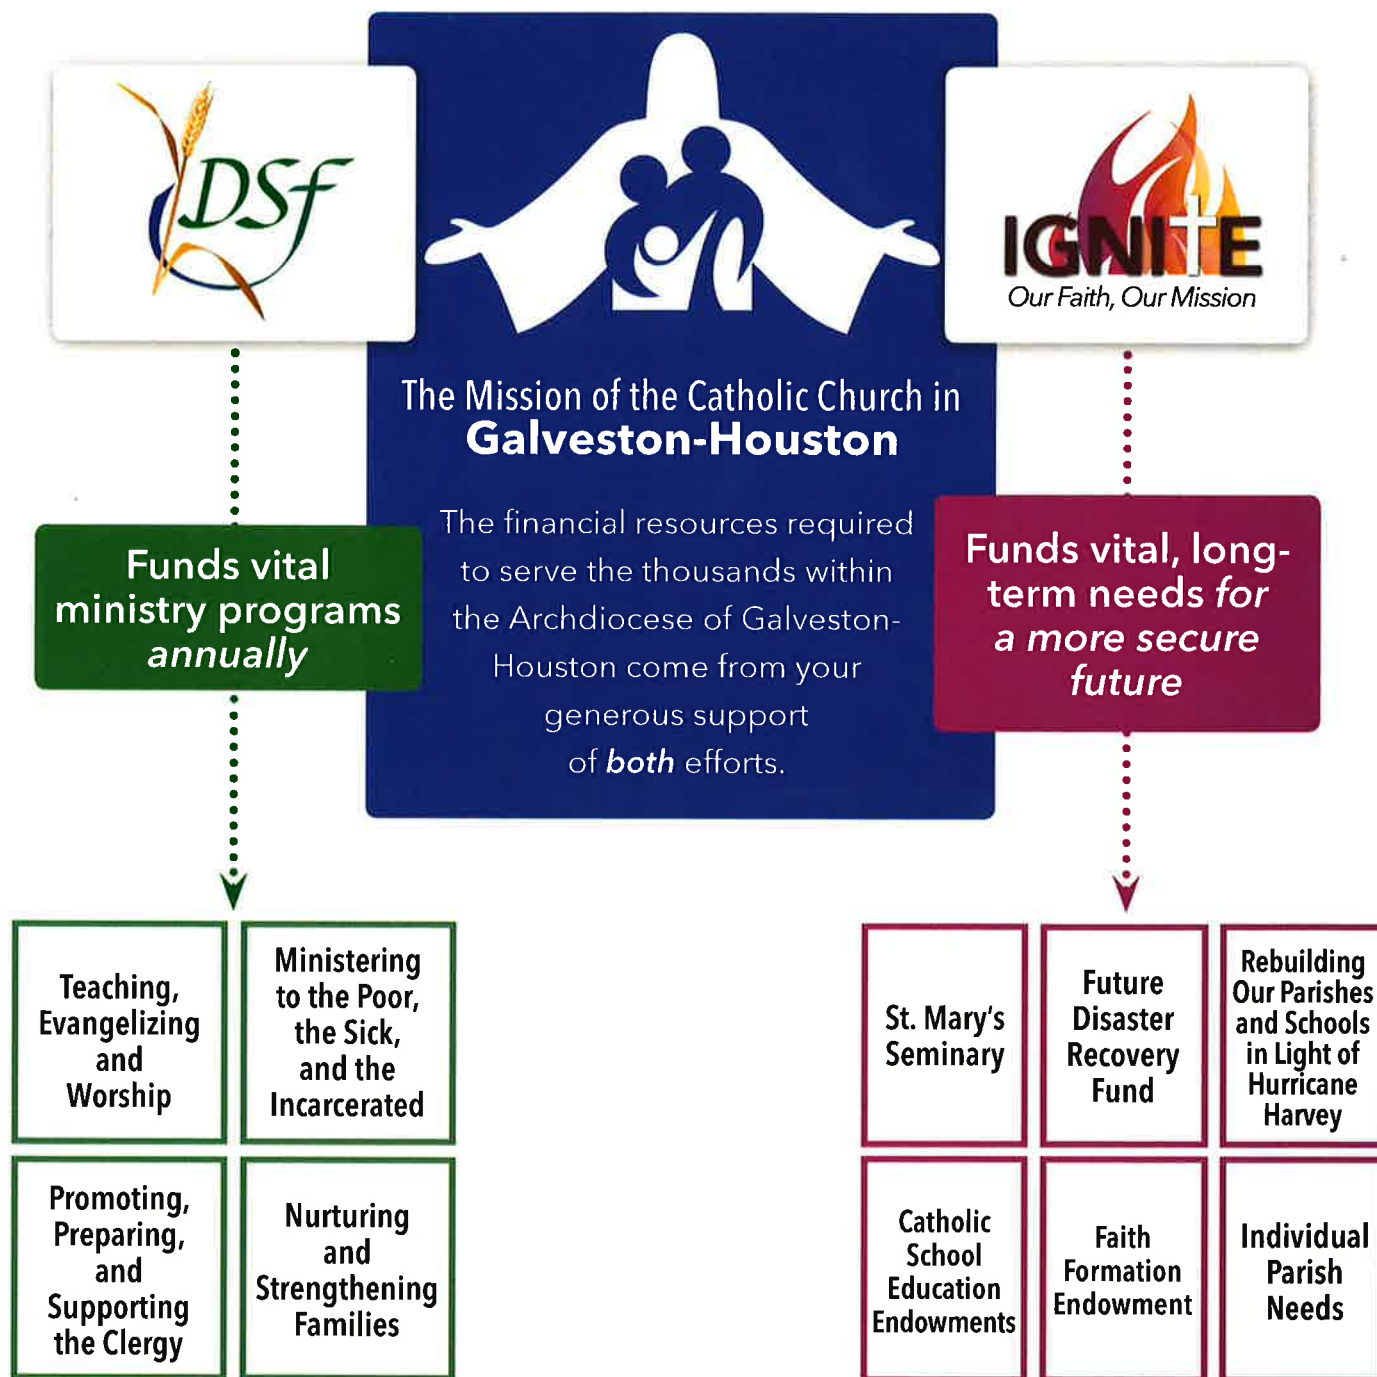 DSf
IGNITE
Our Faith, Our Mission
The Mission of the Catholic Church in
Galveston-Houston
The financial resources required
to serve the thousands within
the Archdiocese of Galveston-
Houston come from your
generous support
of both efforts.
Funds vital
ministry programs
annually
Funds vital, long-
term needs for
a more secure
future
Teaching,
Evangelizing
and
Worship
Ministering
to the Poor,
the Sick,
and the
Incarcerated
Promoting,
Preparing,
and
Supporting
the Clergy
Nurturing
and
Strengthening
Families
St. Mary's
Seminary
Future
Disaster
Recovery
Fund
Rebuilding
Our Parishes
and Schools
in Light of
Hurricane
Harvey
Catholic
School
Education
Endowments
Faith
Formation
Endowment
Individual
Parish
Needs